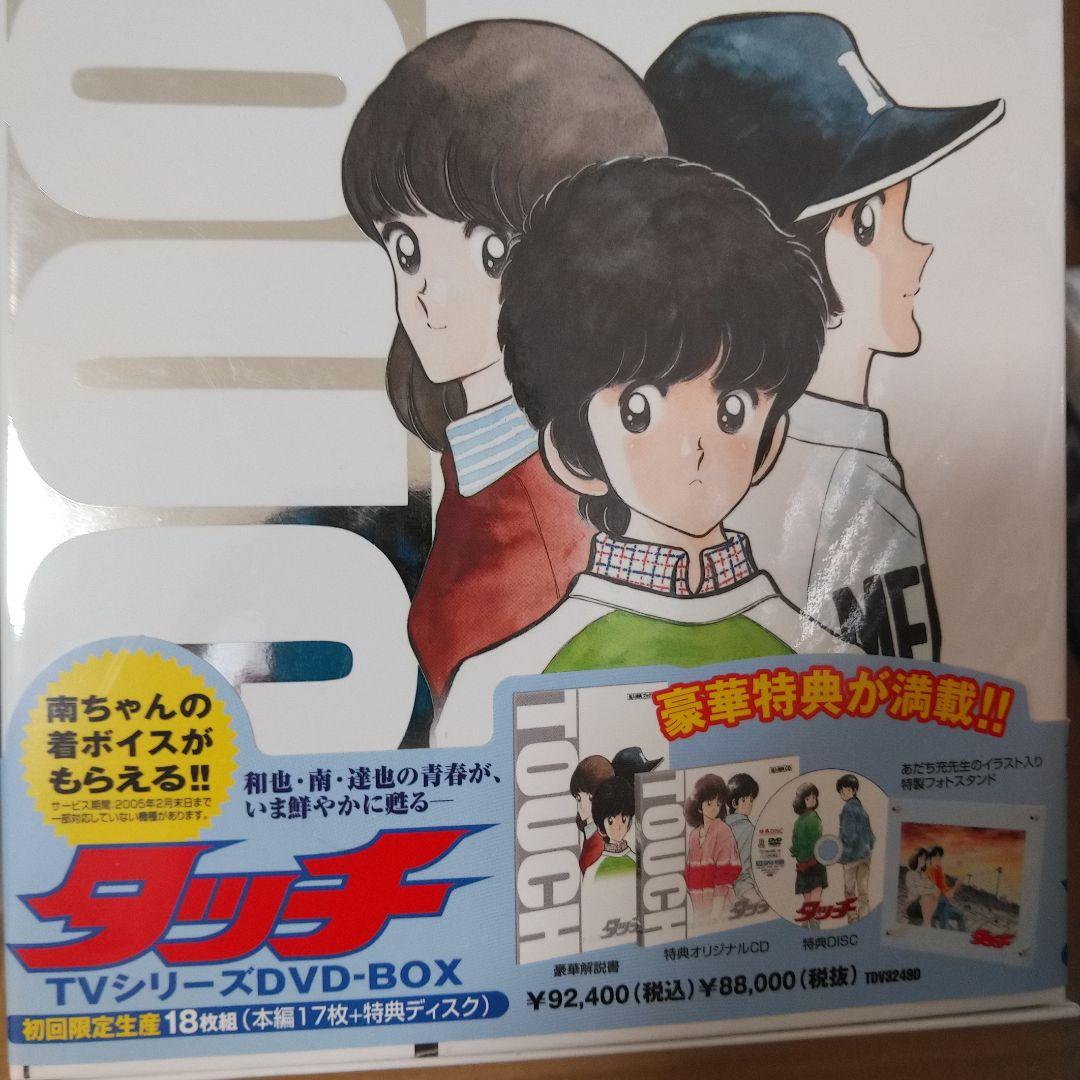 I
MEI
南ちゃんの
着ボイスが
もらえる!!
サービス期間:2005年2月末日まで
一部対応していない機種があります。
和也・南・達也の青春が、
いま鮮やかに甦る―
タッチ
TVシリーズDVD-BOX
初回限定生産 18枚組(本編17枚+特典ディスク)
豪華特典が満載!!
TOUCH
タッチ
豪華解説書
TOUCH
タッチ
特典オリジナルCD
特典DISC
タッチ
特典DISC
あだち充先生のイラスト入り
特製フォトスタンド
タッチ
¥92,400(税込)¥88,000(税抜) TDV3249D